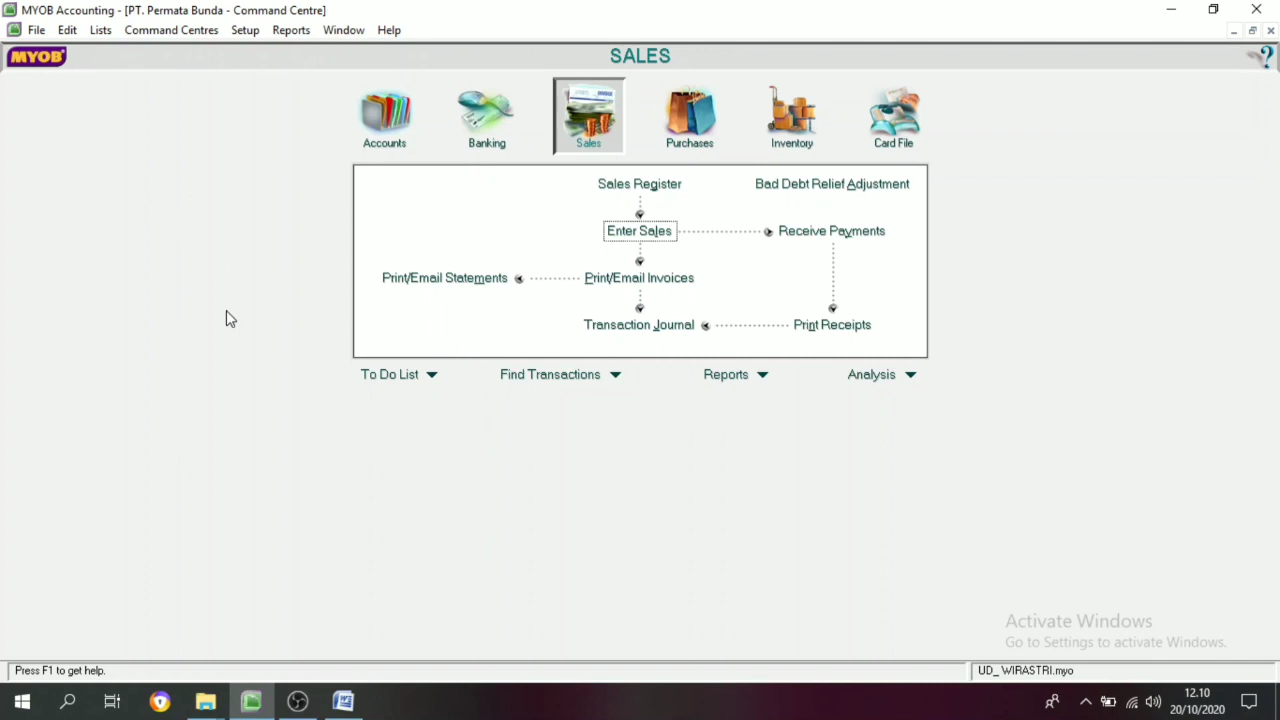 MYOB Accounting - [PT. Permata Bunda - Command Centre]
File Edit Lists Command Centres Setup Reports Window Help
MYOB SALES ?
Accounts Banking Sales Purchases Inventory Card File
Sales Register Bad Debt Relief Adjustment
Enter Sales Receive Payments
Print/Email Statements Print/Email Invoices
Transaction Journal Print Receipts
To Do List Find Transactions Reports Analysis
Activate Windows
Go to Settings to activate Windows.
Press F1 to get help. UD_ WIRASTRI.myo
12.10
20/10/2020